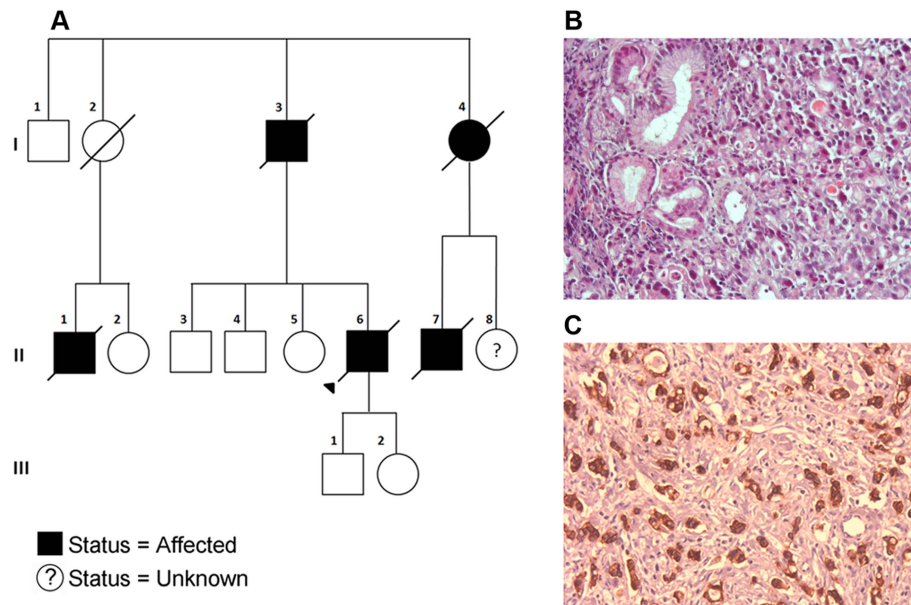 A
B
1
2
3
4
I
1
2
3
4
5
6
7
8
?
II
C
1
2
III
Status = Affected
? Status = Unknown